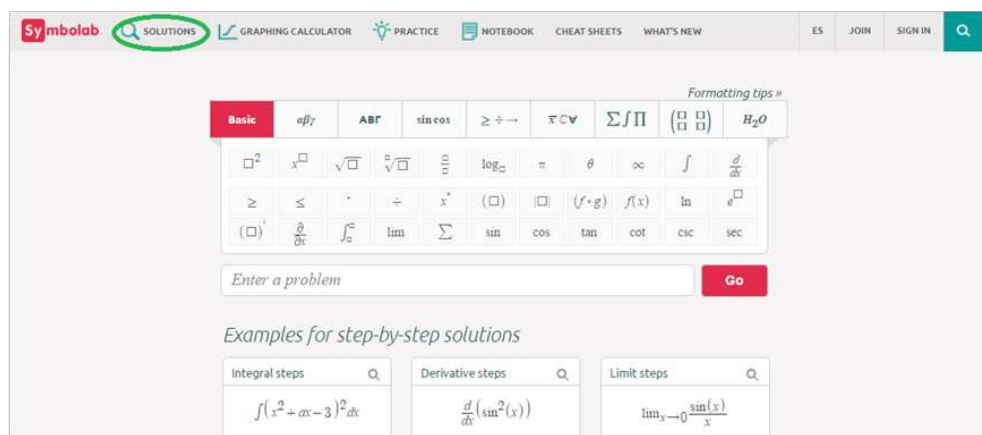 Symbolab SOLUTIONS GRAPHING CALCULATOR PRACTICE NOTEBOOK CHEAT SHEETS WHAT'S NEW ES JOIN SIGN IN
Formatting tips »
Basic αβγ ΑΒΓ sin cos ≥ ÷ → x̄ ℂ ∀ Σ ∫ Π (□ □ □ □) H₂O
□² x^□ √□ ⁿ√□ □/□ log□ π θ ∞ ∫ d/dx
≥ ≤ · ÷ x° (□) |□| (f∘g) f(x) ln e^□
(□)' ∂/∂x ∫ lim Σ sin cos tan cot csc sec
Enter a problem Go
Examples for step-by-step solutions
Integral steps Derivative steps Limit steps
∫(x² + ax − 3)² dx d/dx(sin²(x)) lim x→0 sin(x)/x